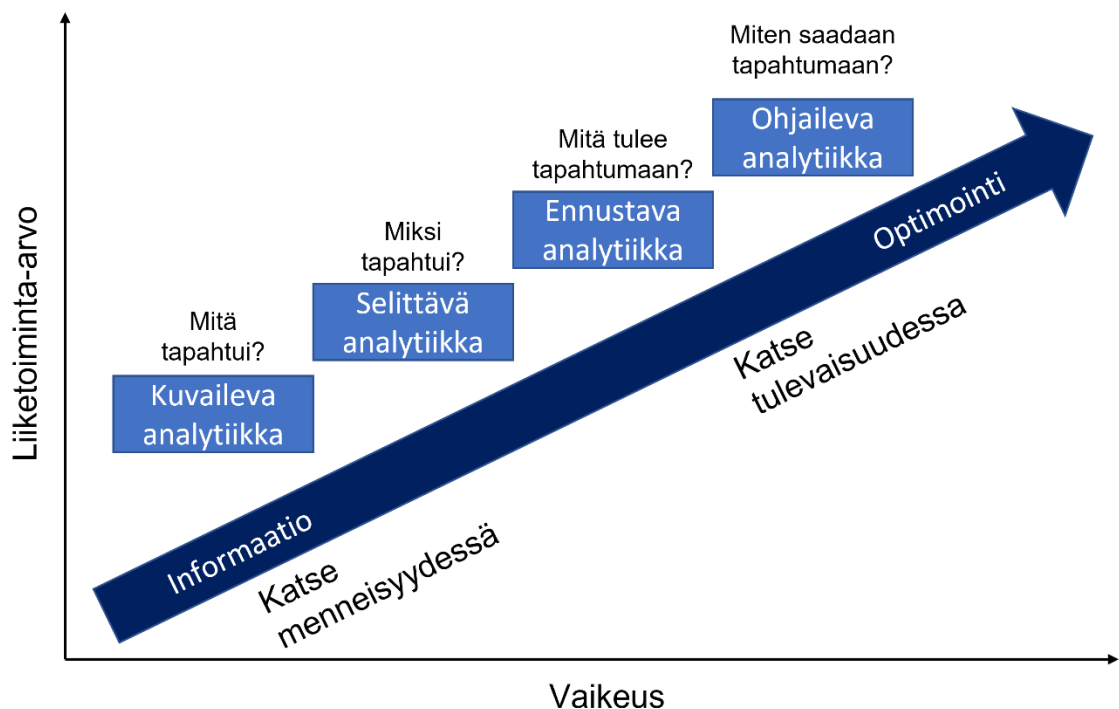 Miten saadaan
tapahtumaan?
Ohjaileva
analytiikka
Mitä tulee
tapahtumaan?
Ennustava
analytiikka
Miksi
tapahtui?
Selittävä
analytiikka
Mitä
tapahtui?
Kuvaileva
analytiikka
Liiketoiminta-arvo
Informaatio
Optimointi
Katse
menneisyydessä
Katse
tulevaisuudessa
Vaikeus